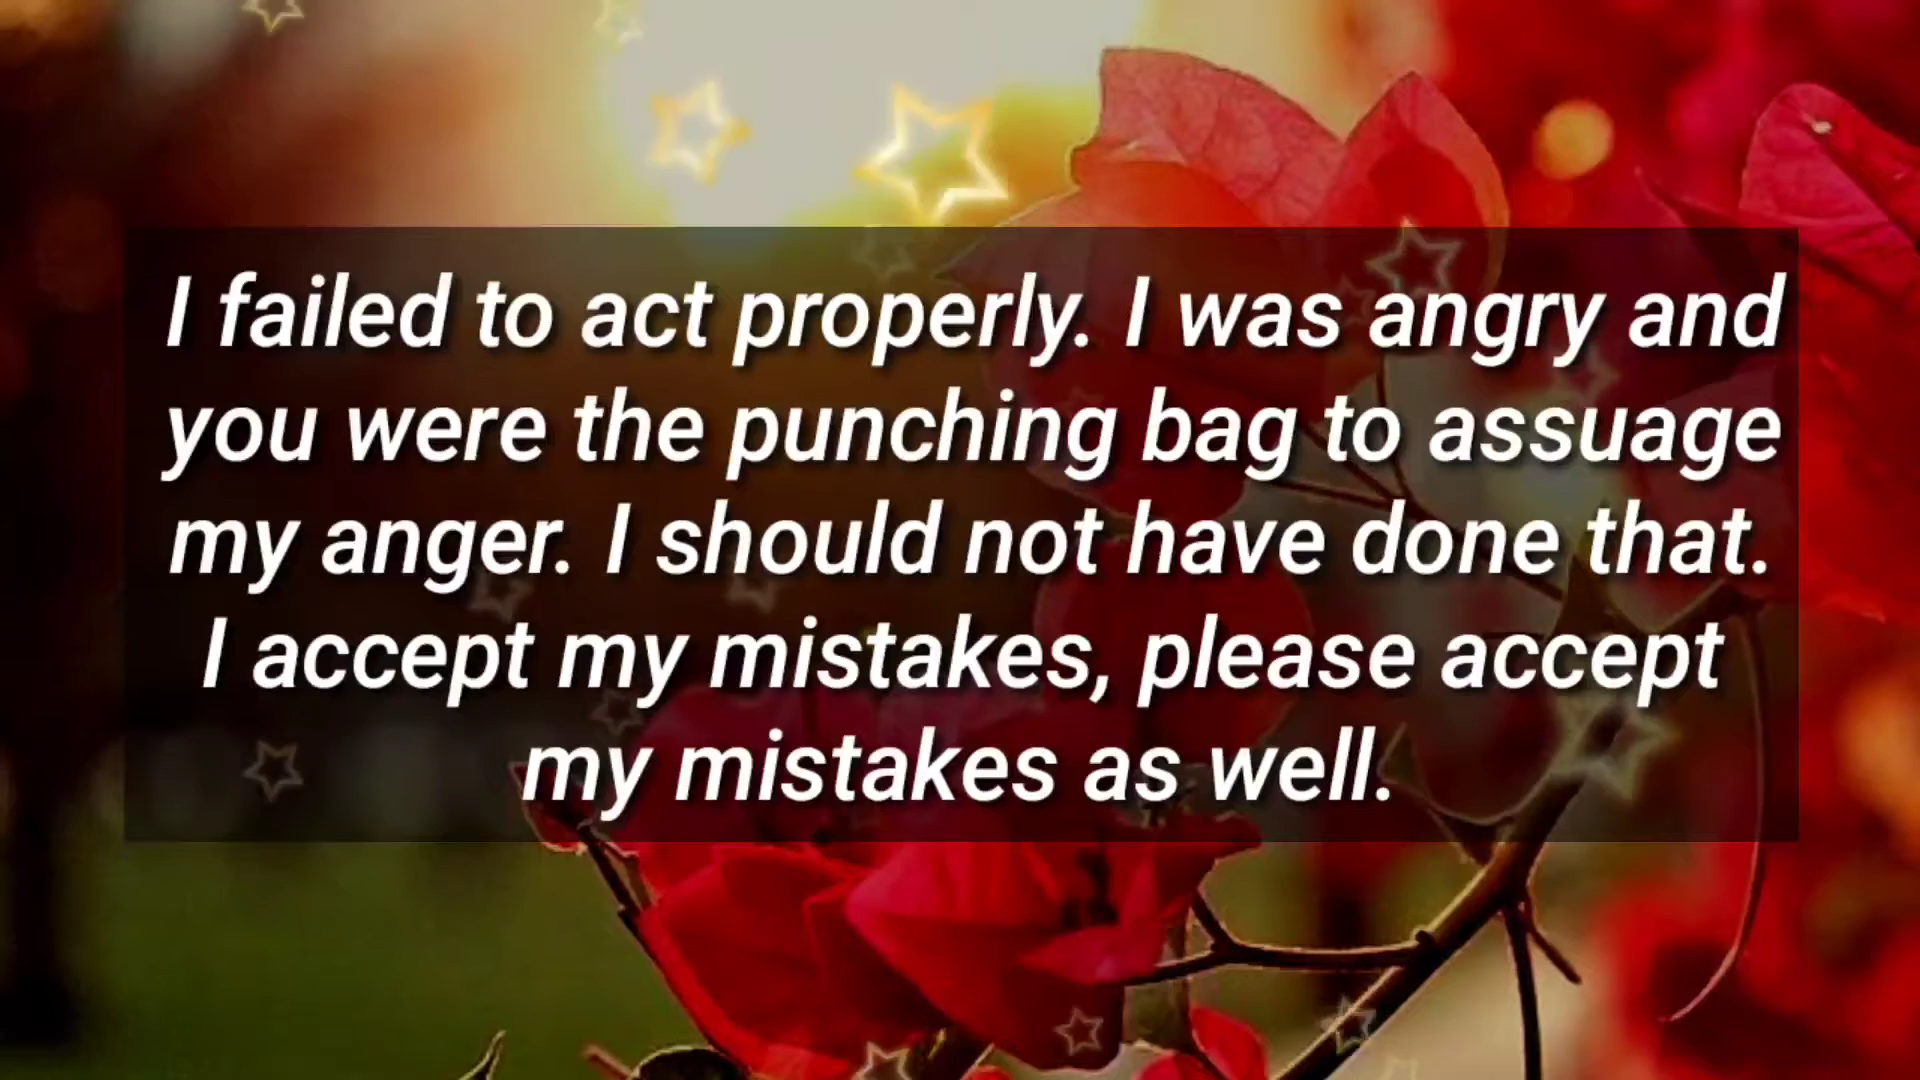 I failed to act properly. I was angry and
you were the punching bag to assuage
my anger. I should not have done that.
I accept my mistakes, please accept
my mistakes as well.